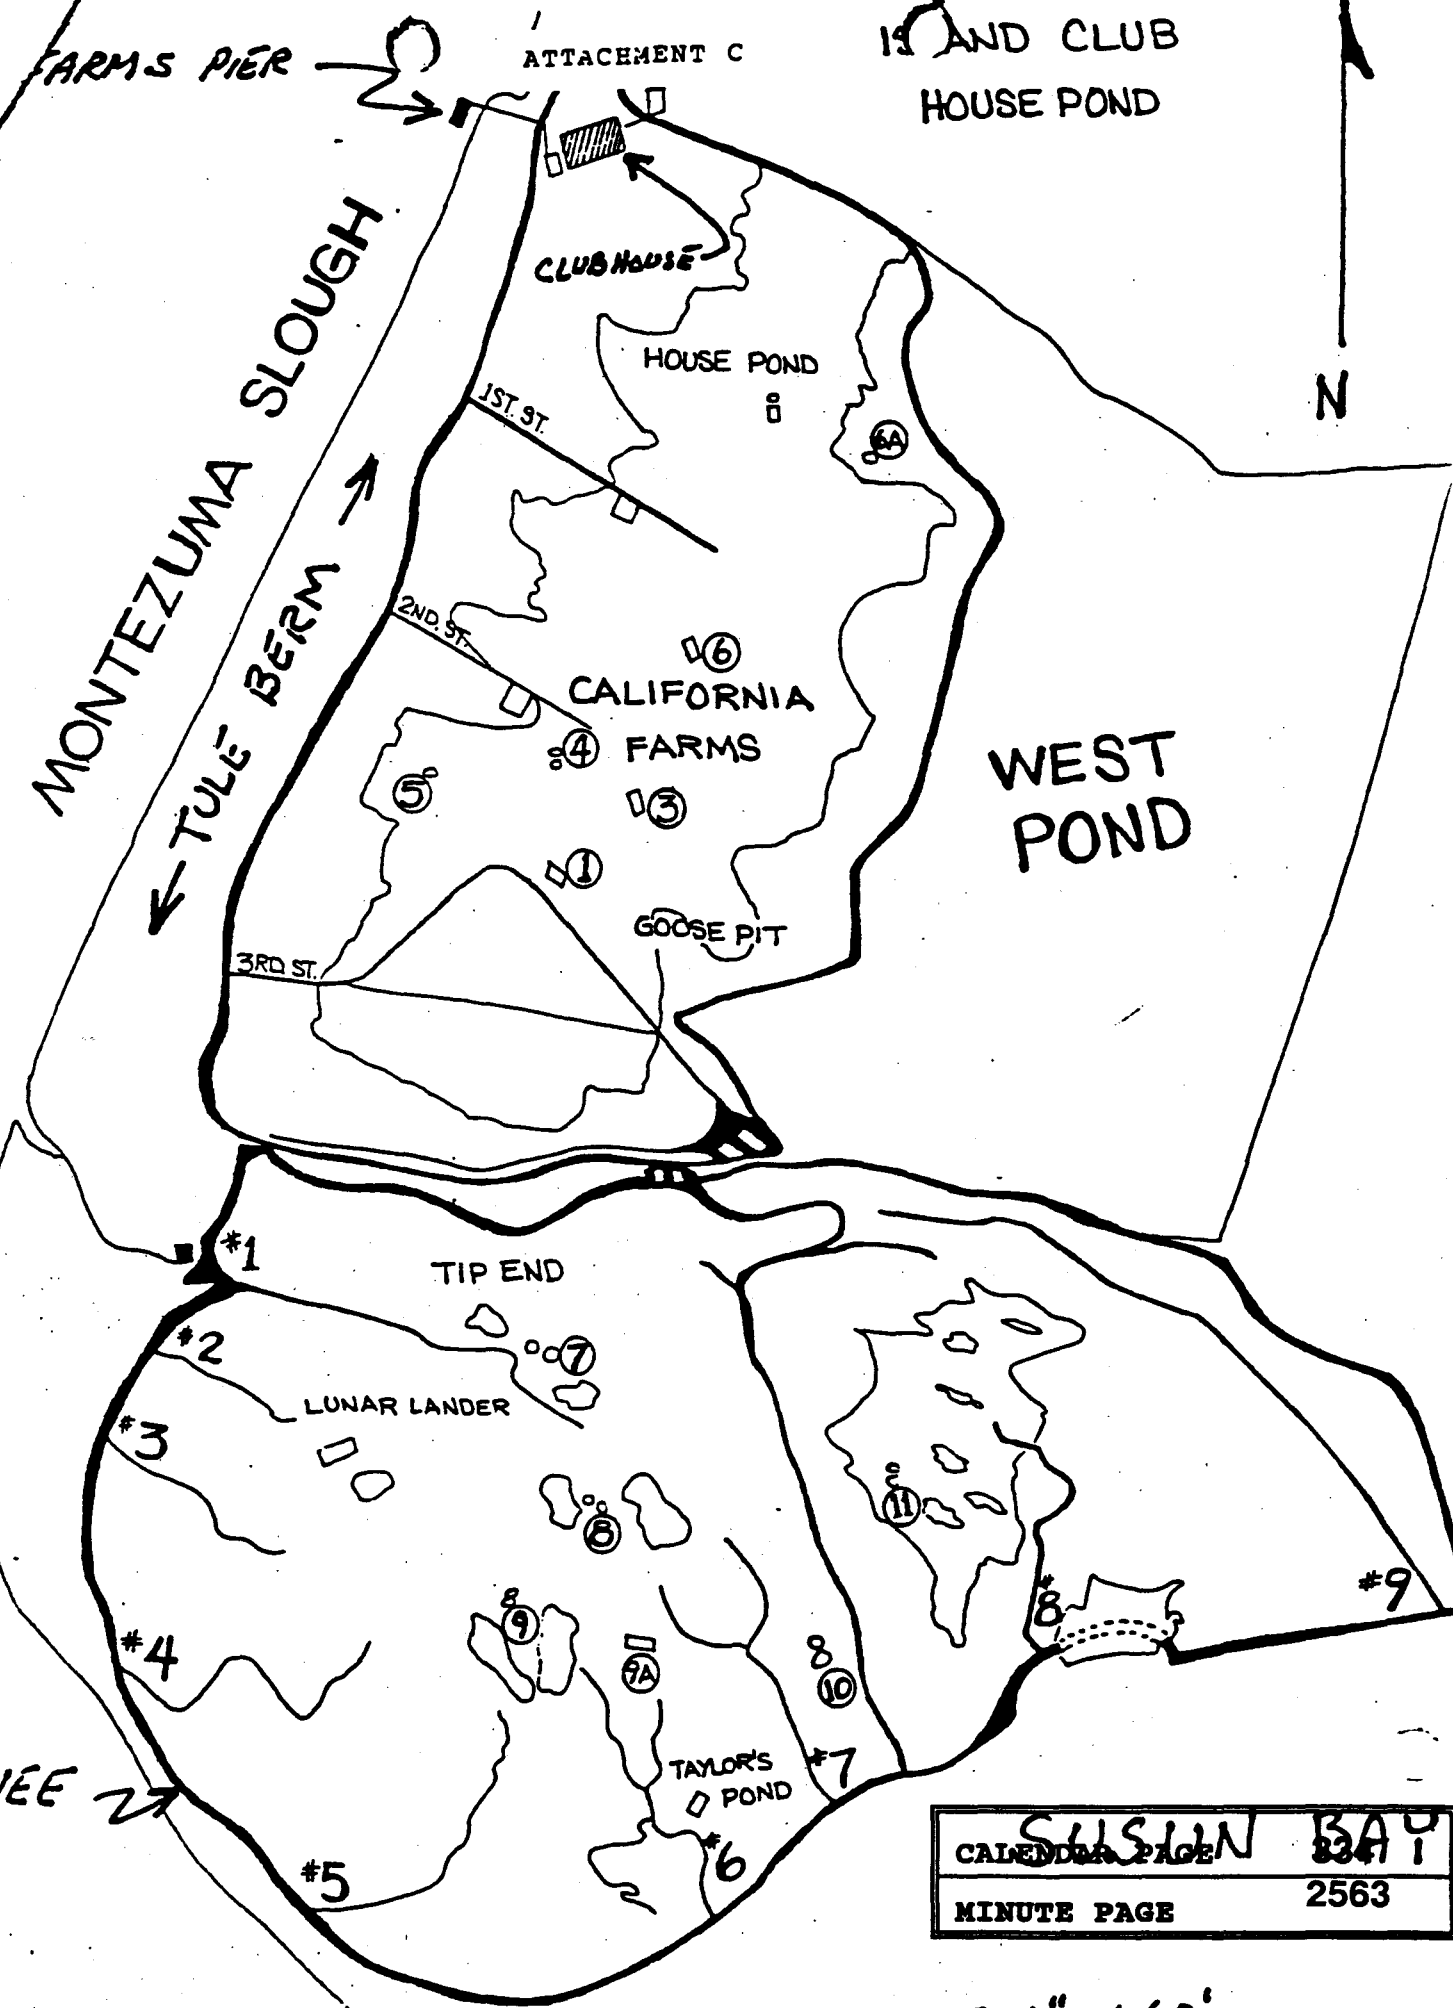 ATTACHMENT C
ARMS PIER
AND CLUB
HOUSE POND
N
CLUBHOUSE
MONTEZUMA SLOUGH
← TULE BERM →
HOUSE POND
6A
1ST. ST.
2ND. ST.
6
CALIFORNIA
FARMS
4
5
3
1
GOOSE PIT
3RD ST.
WEST
POND
#1
TIP END
#2
7
LUNAR LANDER
#3
11
8
#8
#9
9
#4
9A
10
TAYLOR'S
POND
#7
#6
#5
SUSUN BAY
CALENDAR PAGE
MINUTE PAGE 2563